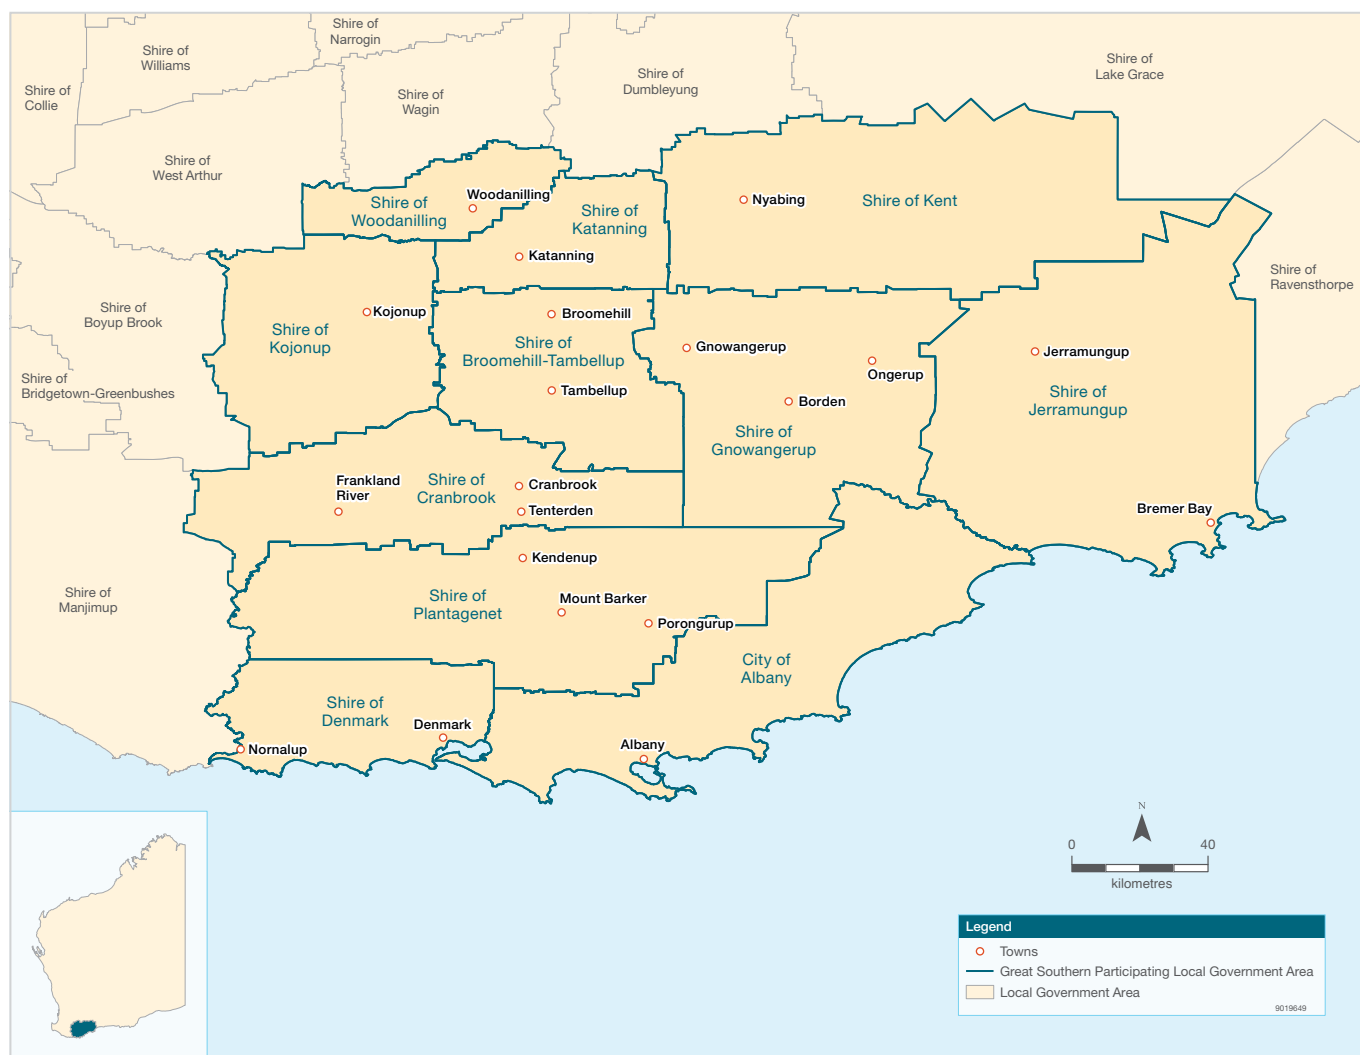 Shire of
Narrogin
Shire of
Williams
Shire of
Lake Grace
Shire of
Dumbleyung
Shire of
Collie
Shire of
Wagin
Shire of
West Arthur
Woodanilling
Shire of
Woodanilling
Nyabing
Shire of Kent
Shire of
Katanning
Katanning
Shire of
Ravensthorpe
Shire of
Boyup Brook
Kojonup
Shire of
Kojonup
Broomehill
Shire of
Broomehill-Tambellup
Tambellup
Gnowangerup
Ongerup
Borden
Shire of
Gnowangerup
Jerramungup
Shire of
Jerramungup
Shire of
Bridgetown-Greenbushes
Frankland
River
Shire of
Cranbrook
Cranbrook
Tenterden
Bremer Bay
Kendenup
Shire of
Manjimup
Shire of
Plantagenet
Mount Barker
Porongurup
City of
Albany
Shire of
Denmark
Denmark
Nornalup
Albany
N
0 40
kilometres
Legend
Towns
Great Southern Participating Local Government Area
Local Government Area
9019649